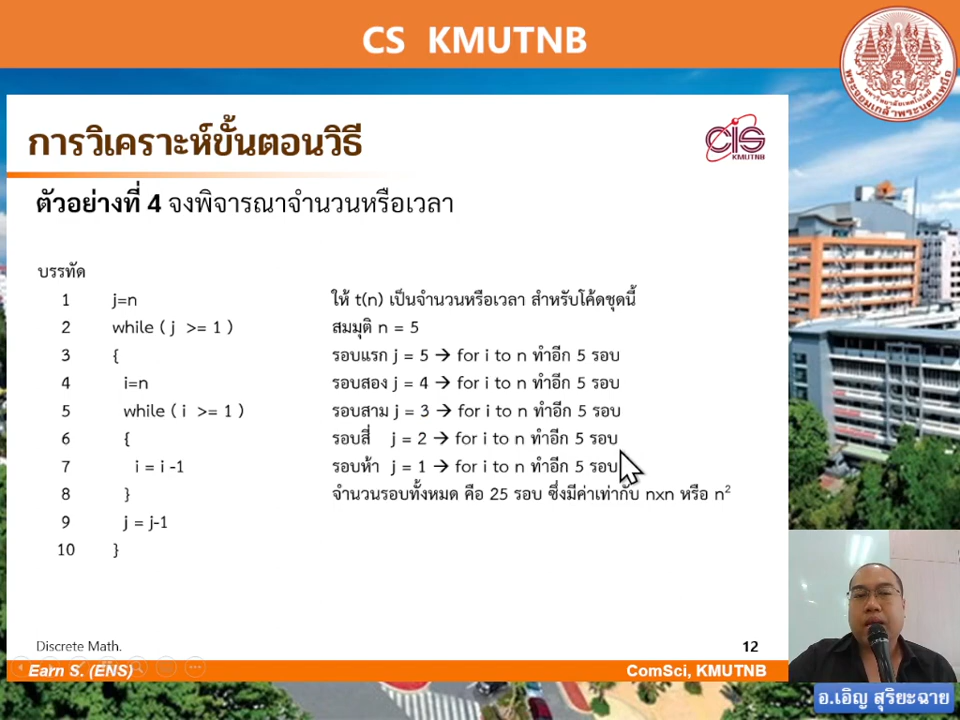 CS KMUTNB
การวิเคราะห์ขั้นตอนวิธี
CIS
KMUTNB
ตัวอย่างที่ 4 จงพิจารณาจำนวนหรือเวลา
บรรทัด
1 j=n ให้ t(n) เป็นจำนวนหรือเวลา สำหรับโค้ดชุดนี้
2 while ( j >= 1 ) สมมุติ n = 5
3 { รอบแรก j = 5 → for i to n ทำอีก 5 รอบ
4 i=n รอบสอง j = 4 → for i to n ทำอีก 5 รอบ
5 while ( i >= 1 ) รอบสาม j = 3 → for i to n ทำอีก 5 รอบ
6 { รอบสี่ j = 2 → for i to n ทำอีก 5 รอบ
7 i = i -1 รอบห้า j = 1 → for i to n ทำอีก 5 รอบ
8 } จำนวนรอบทั้งหมด คือ 25 รอบ ซึ่งมีค่าเท่ากับ nxn หรือ n²
9 j = j-1
10 }
Discrete Math. 12
Earn S. (ENS) ComSci, KMUTNB
อ.เอิญ สุริยะฉาย